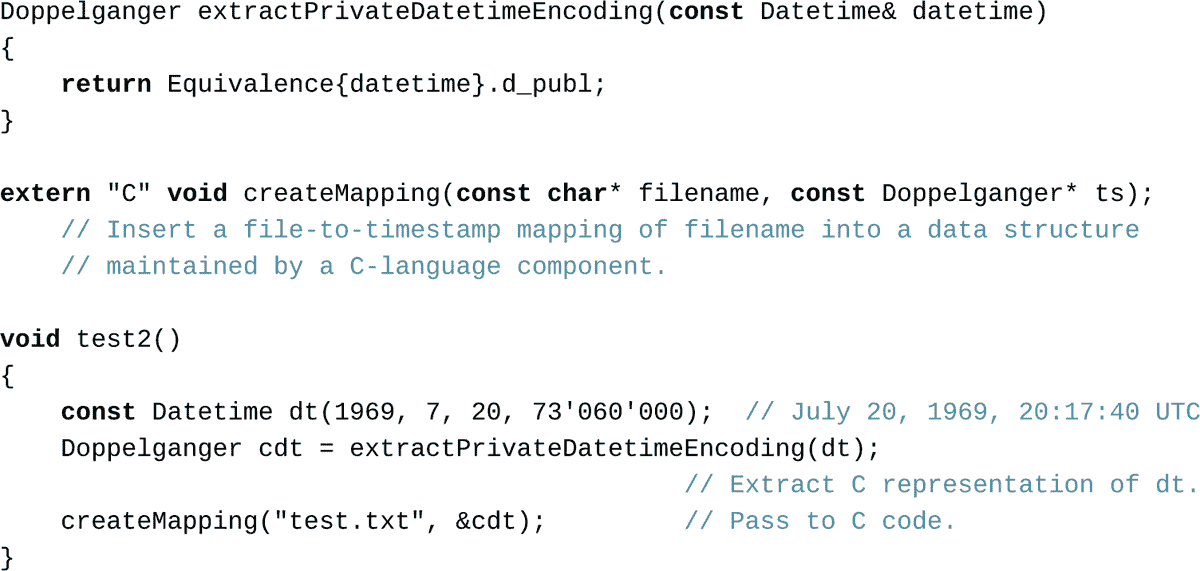 Doppelganger extractPrivateDatetimeEncoding(const Datetime& datetime)
{
    return Equivalence{datetime}.d_publ;
}

extern "C" void createMapping(const char* filename, const Doppelganger* ts);
    // Insert a file-to-timestamp mapping of filename into a data structure
    // maintained by a C-language component.

void test2()
{
    const Datetime dt(1969, 7, 20, 73'060'000);  // July 20, 1969, 20:17:40 UTC
    Doppelganger cdt = extractPrivateDatetimeEncoding(dt);
                                             // Extract C representation of dt.
    createMapping("test.txt", &cdt);         // Pass to C code.
}